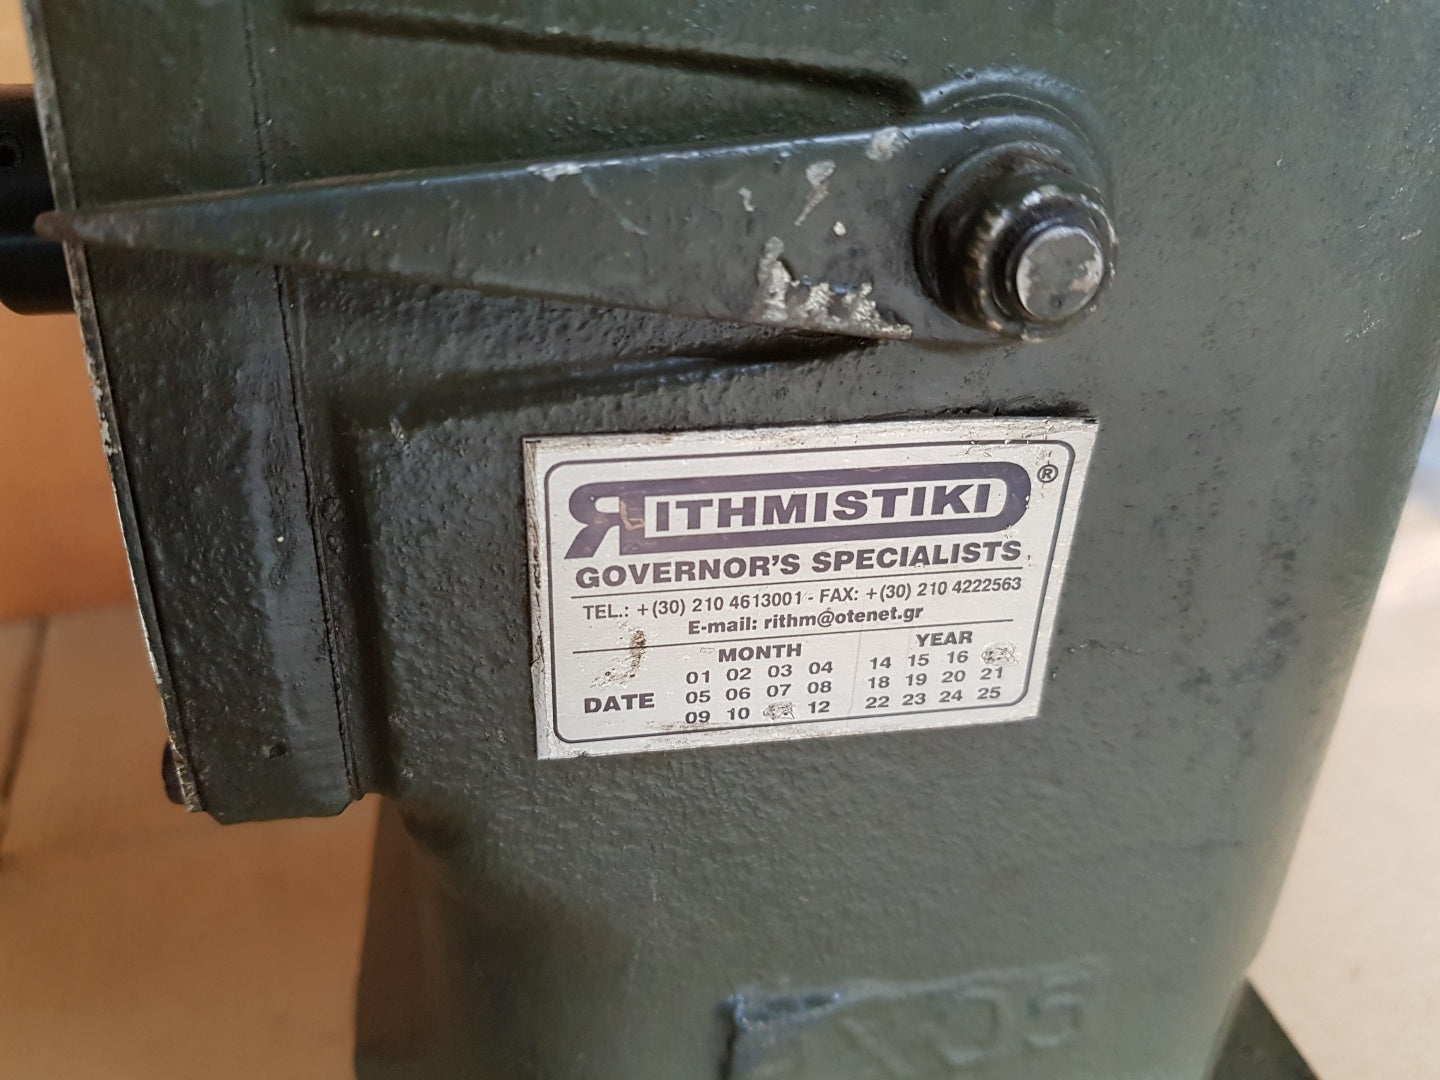 RITHMISTIKI ®
GOVERNOR'S SPECIALISTS
TEL.: +(30) 210 4613001 - FAX: +(30) 210 4222563
E-mail: rithm@otenet.gr
MONTH YEAR
01 02 03 04 14 15 16
DATE 05 06 07 08 18 19 20 21
09 10 12 22 23 24 25